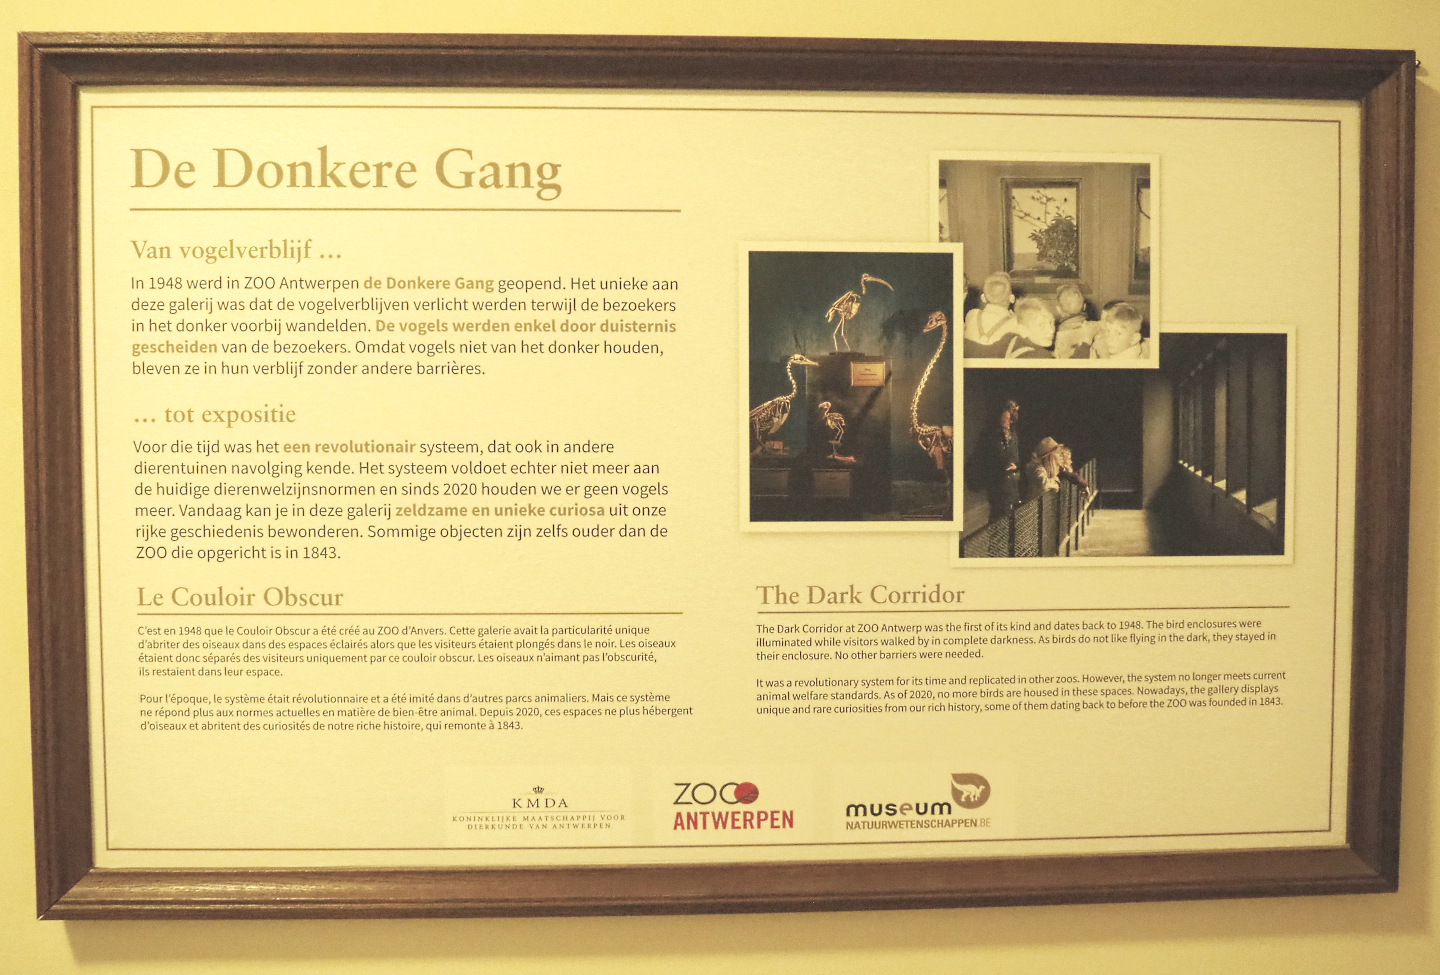 De Donkere Gang
Van vogelverblijf ...
In 1948 werd in ZOO Antwerpen de Donkere Gang geopend. Het unieke aan
deze galerij was dat de vogelverblijven verlicht werden terwijl de bezoekers
in het donker voorbij wandelden. De vogels werden enkel door duisternis
gescheiden van de bezoekers. Omdat vogels niet van het donker houden,
bleven ze in hun verblijf zonder andere barrières.
... tot expositie
Voor die tijd was het een revolutionair systeem, dat ook in andere
dierentuinen navolging kende. Het systeem voldoet echter niet meer aan
de huidige dierenwelzijnsnormen en sinds 2020 houden we er geen vogels
meer. Vandaag kan je in deze galerij zeldzame en unieke curiosa uit onze
rijke geschiedenis bewonderen. Sommige objecten zijn zelfs ouder dan de
ZOO die opgericht is in 1843.
Le Couloir Obscur
C'est en 1948 que le Couloir Obscur a été créé au ZOO d'Anvers. Cette galerie avait la particularité unique
d'abriter des oiseaux dans des espaces éclairés alors que les visiteurs étaient plongés dans le noir. Les oiseaux
étaient donc séparés des visiteurs uniquement par ce couloir obscur. Les oiseaux n'aimant pas l'obscurité,
ils restaient dans leur espace.
Pour l'époque, le système était révolutionnaire et a été imité dans d'autres parcs animaliers. Mais ce système
ne répond plus aux normes actuelles en matière de bien-être animal. Depuis 2020, ces espaces ne plus hébergent
d'oiseaux et abritent des curiosités de notre riche histoire, qui remonte à 1843.
The Dark Corridor
The Dark Corridor at ZOO Antwerp was the first of its kind and dates back to 1948. The bird enclosures were
illuminated while visitors walked by in complete darkness. As birds do not like flying in the dark, they stayed in
their enclosure. No other barriers were needed.
It was a revolutionary system for its time and replicated in other zoos. However, the system no longer meets current
animal welfare standards. As of 2020, no more birds are housed in these spaces. Nowadays, the gallery displays
unique and rare curiosities from our rich history, some of them dating back to before the ZOO was founded in 1843.
KMDA
KONINKLIJKE MAATSCHAPPIJ VOOR
DIERKUNDE VAN ANTWERPEN
ZOO
ANTWERPEN
museum
NATUURWETENSCHAPPEN.BE